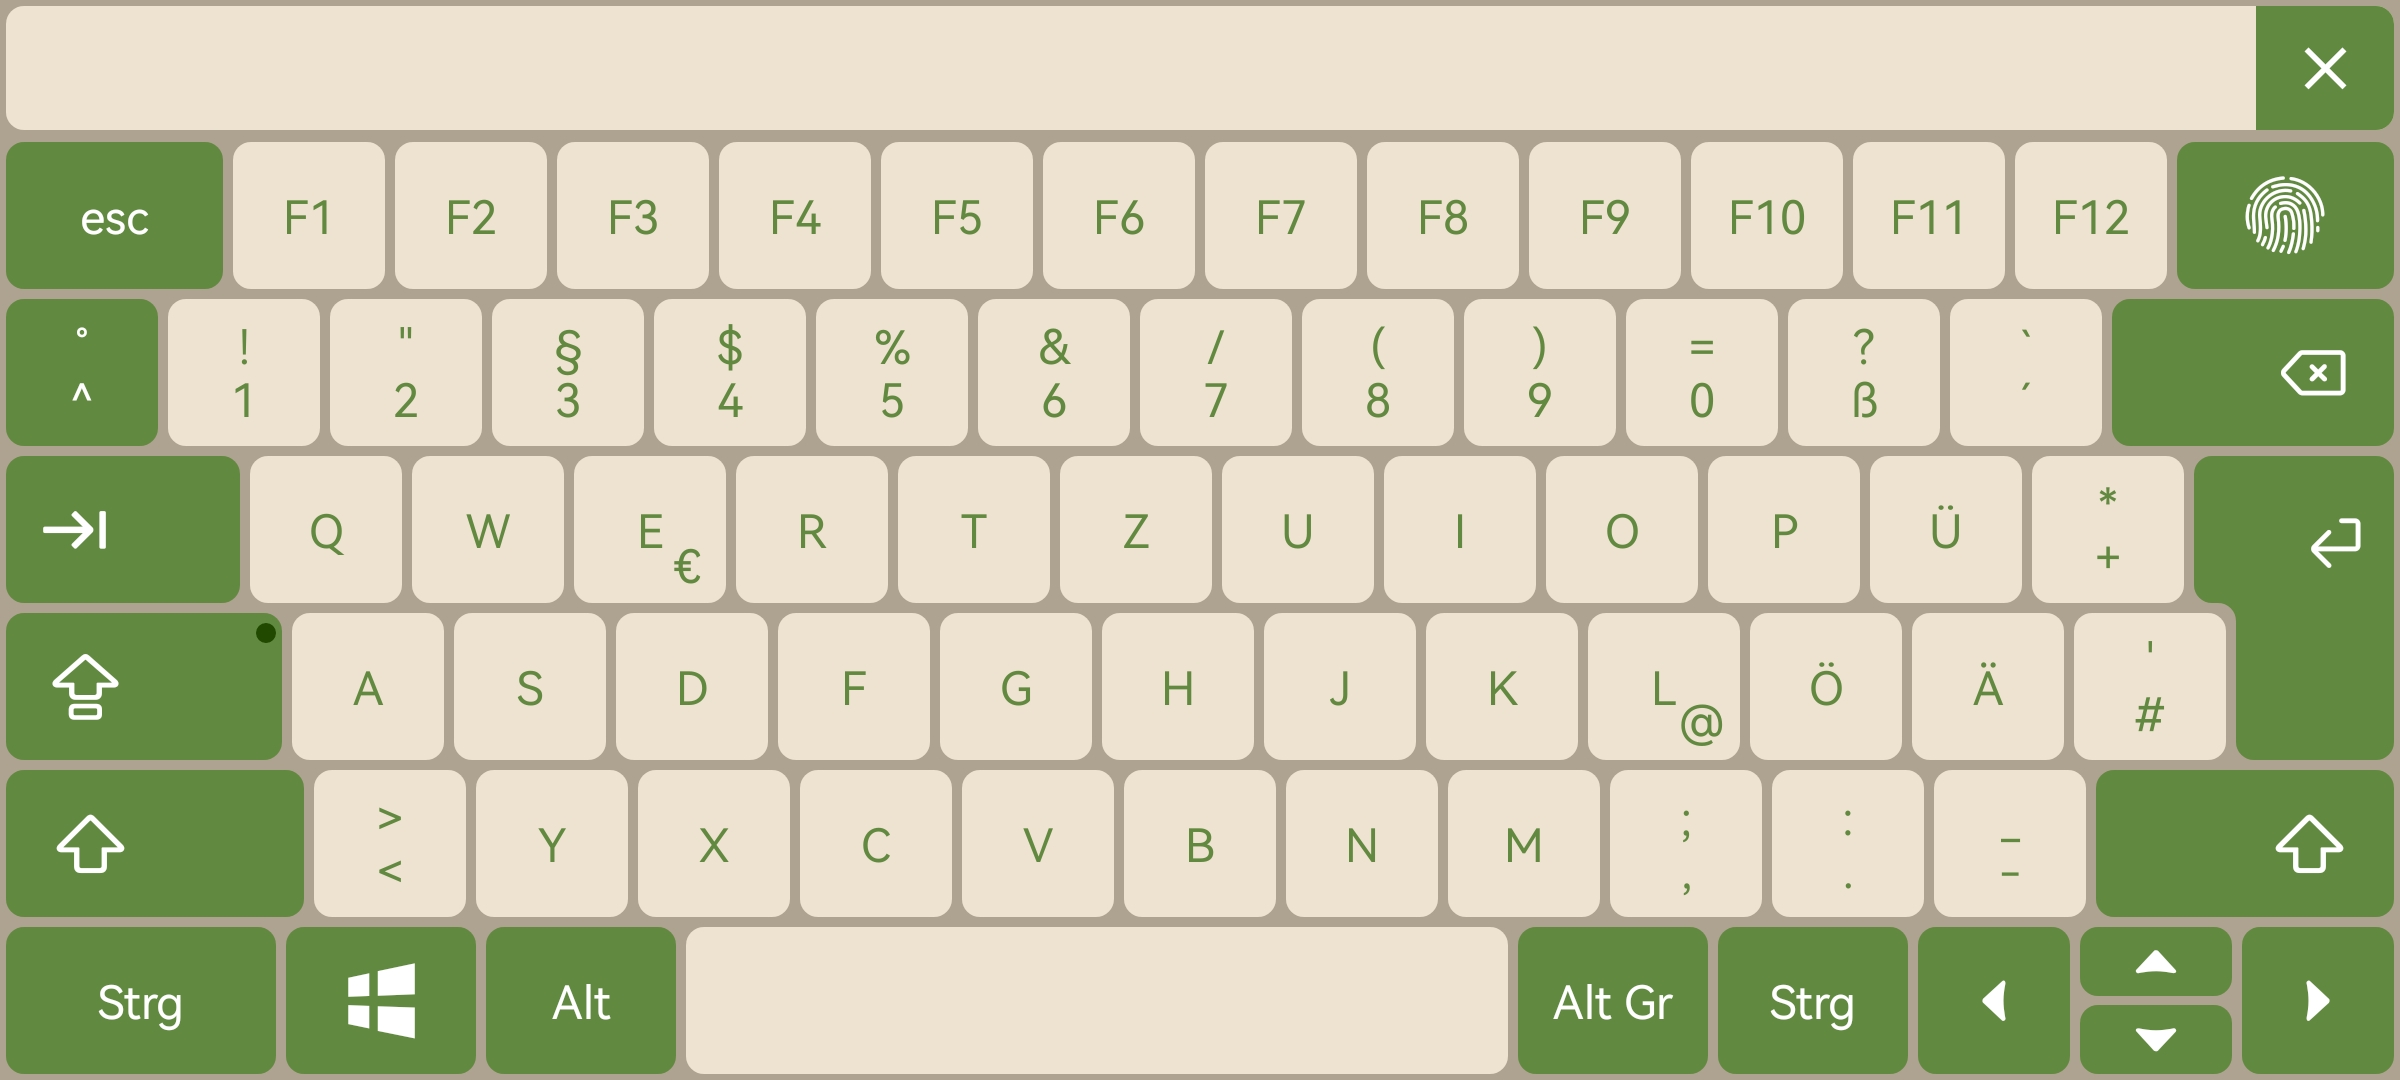 esc F1 F2 F3 F4 F5 F6 F7 F8 F9 F10 F11 F12
° ! " § $ % & / ( ) = ? `
^ 1 2 3 4 5 6 7 8 9 0 ß ´
Q W E € R T Z U I O P Ü * +
A S D F G H J K L @ Ö Ä ' #
> < Y X C V B N M ; , : . _ -
Strg Alt Alt Gr Strg